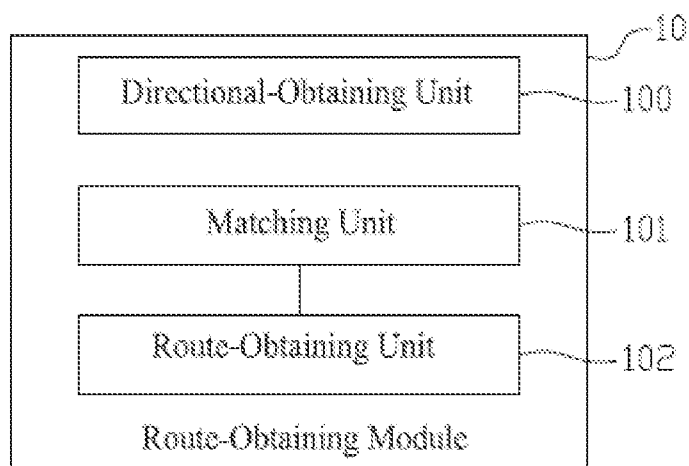 10
Directional-Obtaining Unit
100
Matching Unit
101
Route-Obtaining Unit
102
Route-Obtaining Module